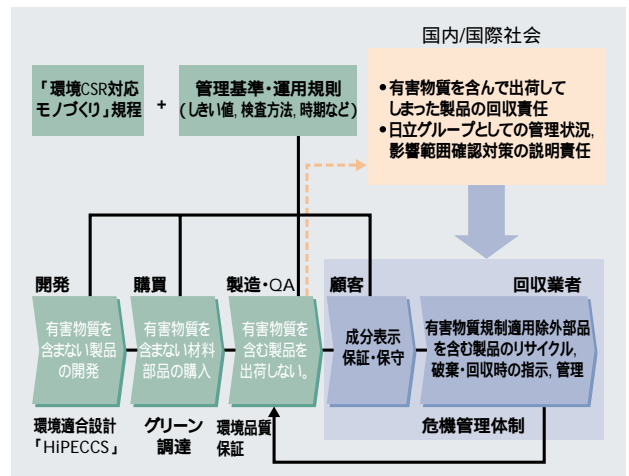 国内/国際社会
「環境CSR対応
モノづくり」規程
+
管理基準・運用規則
(しきい値, 検査方法, 時期など)
•有害物質を含んで出荷して
しまった製品の回収責任
•日立グループとしての管理状況,
影響範囲確認対策の説明責任
開発
購買
製造・QA
顧客
回収業者
有害物質を
含まない製品
の開発
有害物質を
含まない材料
部品の購入
有害物質を
含む製品を
出荷しない。
成分表示
保証・保守
有害物質規制適用除外部品
を含む製品のリサイクル,
破棄・回収時の指示, 管理
環境適合設計
「HiPECCS」
グリーン
調達
環境品質
保証
危機管理体制